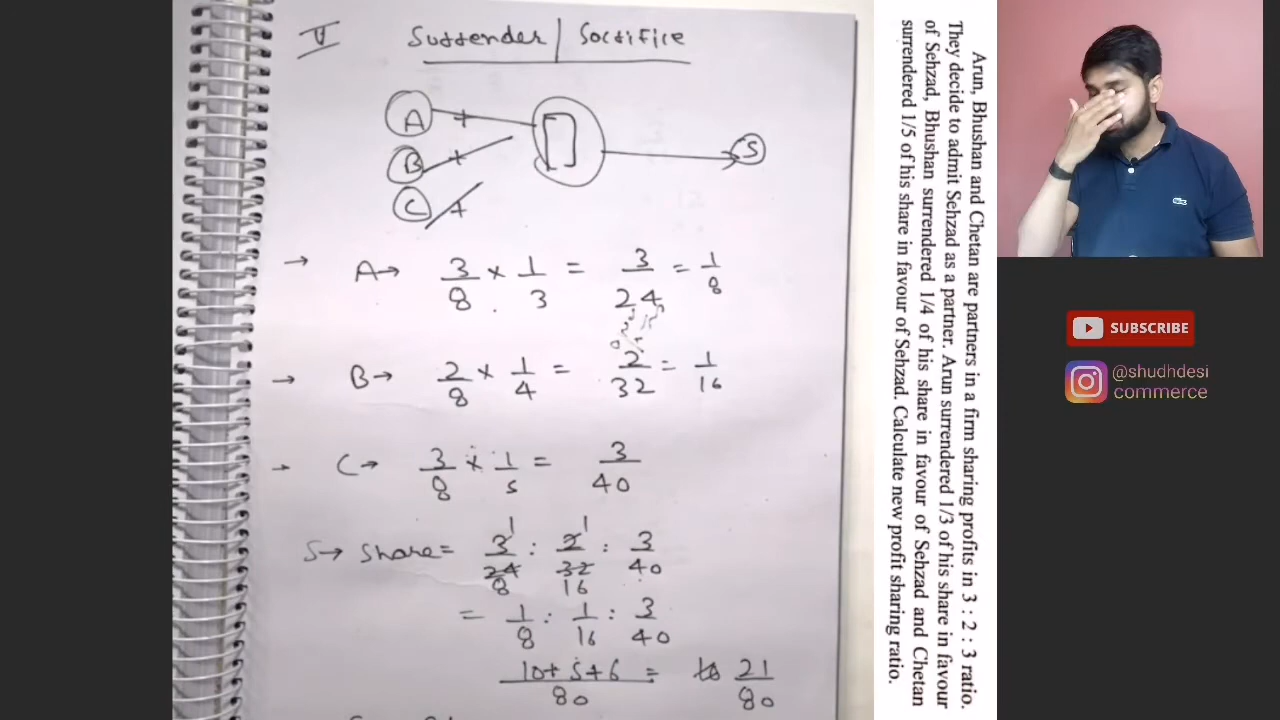 V Surrender / Sacrifice
A +
B + [ ] S
C +
→ A→ 3/8 × 1/3 = 3/24 = 1/8
→ B→ 2/8 × 1/4 = 2/32 = 1/16
→ C→ 3/8 × 1/5 = 3/40
S→ Share = 3/24 1/8 : 2/32 1/16 : 3/40
= 1/8 : 1/16 : 3/40
10+5+6/80 = 21/80
Arun, Bhushan and Chetan are partners in a firm sharing profits in 3 : 2 : 3 ratio.
They decide to admit Sehzad as a partner. Arun surrendered 1/3 of his share in favour
of Sehzad, Bhushan surrendered 1/4 of his share in favour of Sehzad and Chetan
surrendered 1/5 of his share in favour of Sehzad. Calculate new profit sharing ratio.
SUBSCRIBE
@shudhdesi
commerce